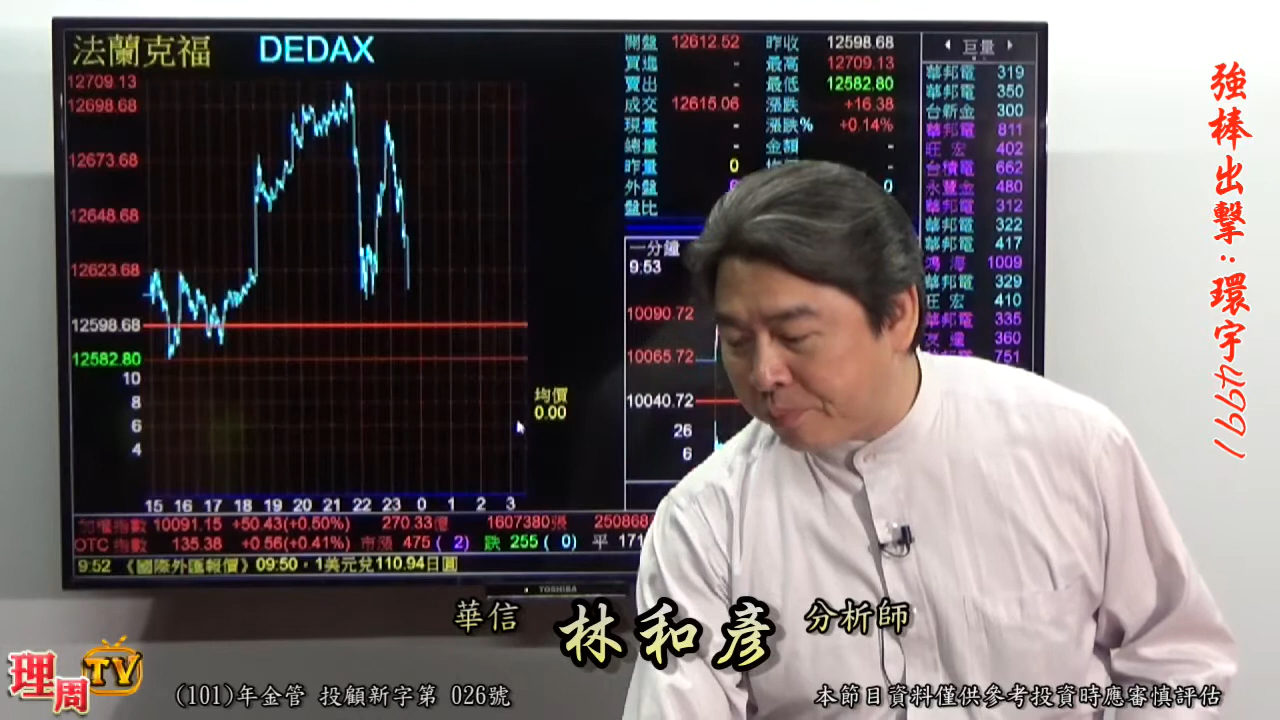 法蘭克福 DEDAX
12709.13
12698.68
12673.68
12648.68
12623.68
12598.68
12582.80
10
8
6
4
15 16 17 18 19 20 21 22 23 0 1 2 3
均價
0.00
開盤 12612.52 昨收 12598.68
買進 - 最高 12709.13
賣出 - 最低 12582.80
成交 12615.06 漲跌 +16.38
現量 - 漲跌% +0.14%
總量 - 金額 -
昨量 0
外盤 0
盤比
一分鐘
9:53
10090.72
10065.72
10040.72
26
6
巨量
華邦電 319
華邦電 350
台新金 300
華邦電 811
旺宏 402
台積電 662
永豐金 480
華邦電 312
華邦電 322
華邦電 417
鴻海 1009
華邦電 329
旺宏 410
華邦電 335
友達 360
華邦電 751
加權指數 10091.15 +50.43(+0.50%) 270.33億 1607380張 250868
OTC指數 135.38 +0.56(+0.41%) 市漲 475( 2) 跌 255( 0) 平 171
9:52 《國際外匯報價》09:50,1美元兌110.94日圓
TOSHIBA
強棒出擊:環宇4991
華信 林和彥 分析師
理周TV
(101)年金管 投顧新字第 026號
本節目資料僅供參考投資時應審慎評估